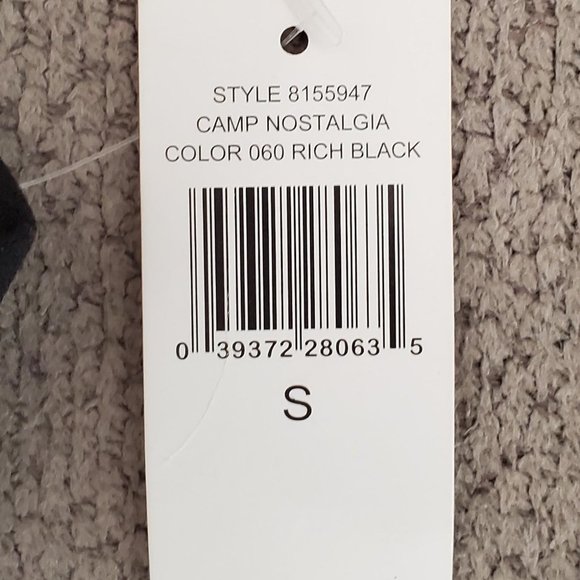 STYLE 8155947
CAMP NOSTALGIA
COLOR 060 RICH BLACK
0 39372 28063 5
S